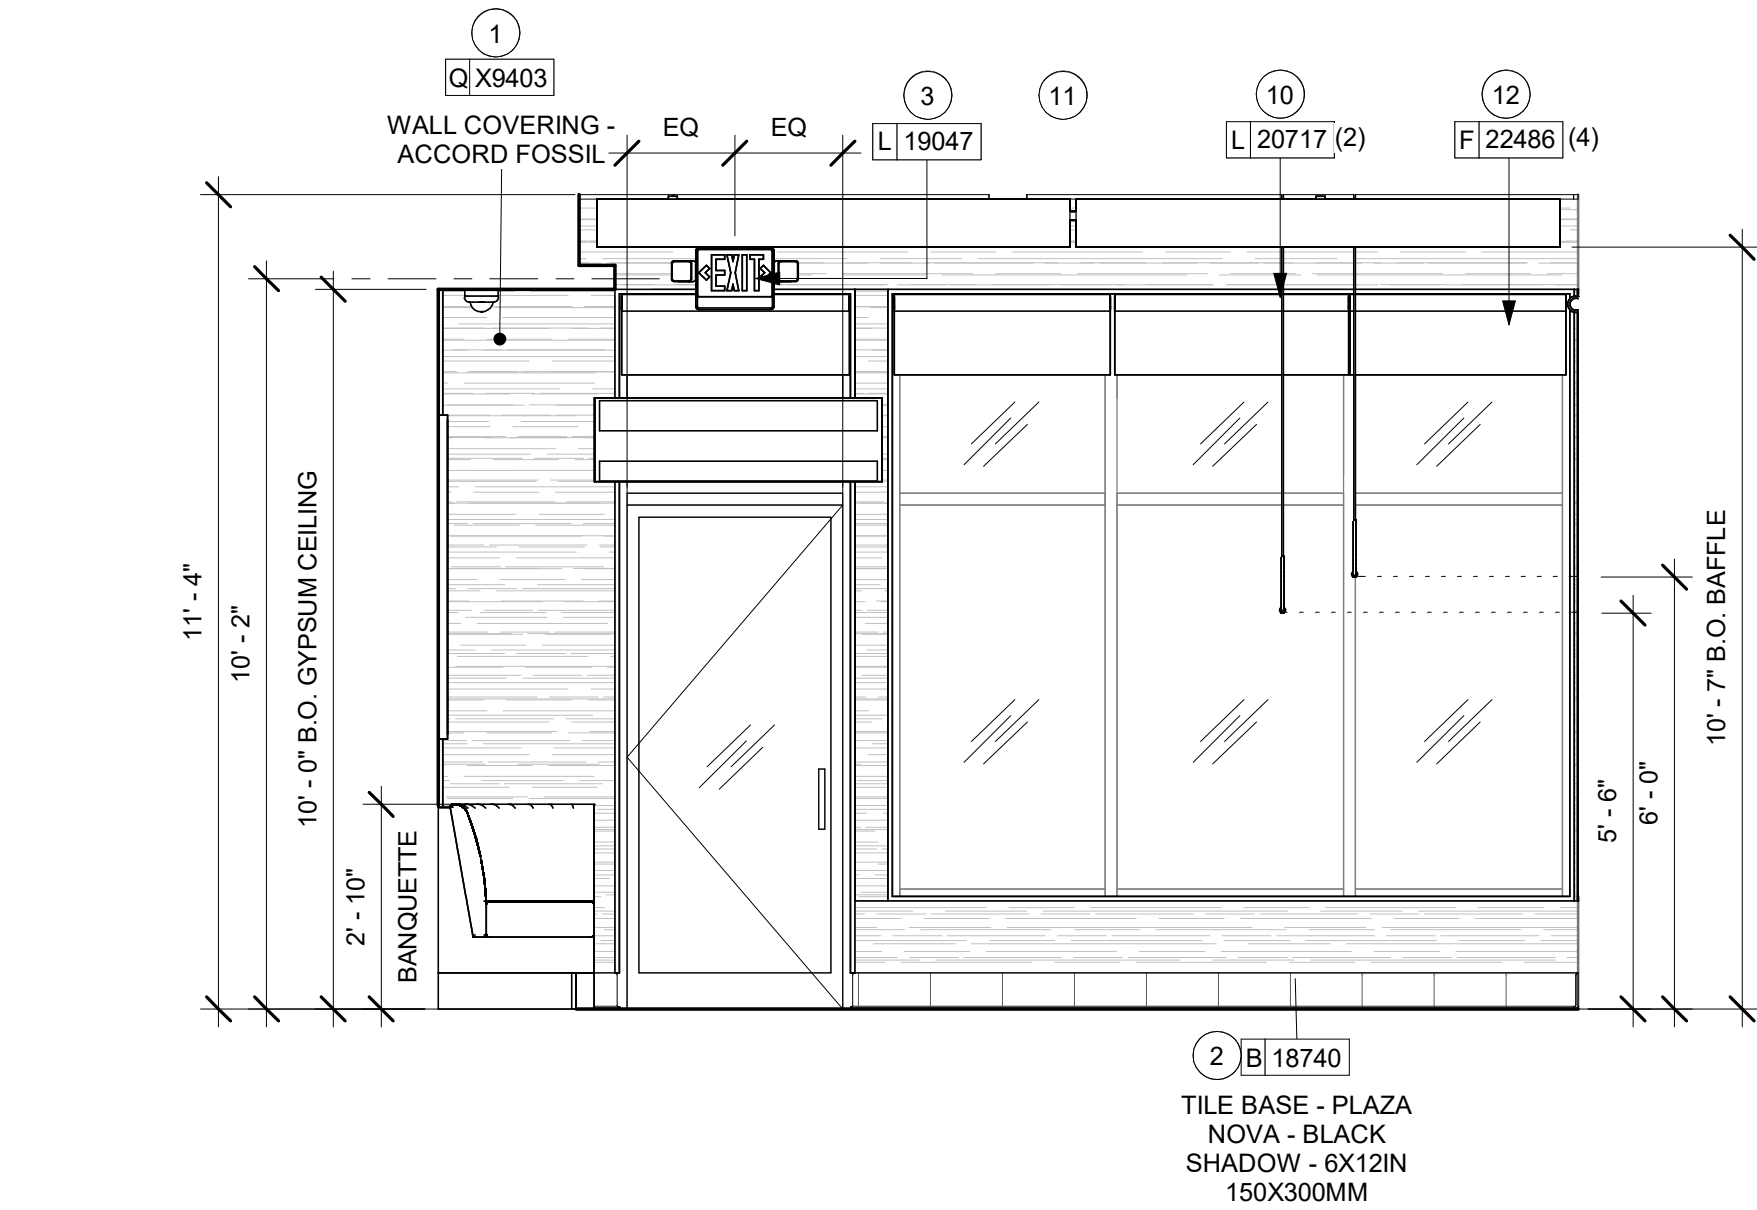 1
Q X9403
WALL COVERING -
ACCORD FOSSIL
EQ
EQ
3
L 19047
11
10
L 20717 (2)
12
F 22486 (4)
EXIT
11' - 4"
10' - 2"
10' - 0" B.O. GYPSUM CEILING
2' - 10"
BANQUETTE
5' - 6"
6' - 0"
10' - 7" B.O. BAFFLE
2 B 18740
TILE BASE - PLAZA
NOVA - BLACK
SHADOW - 6X12IN
150X300MM